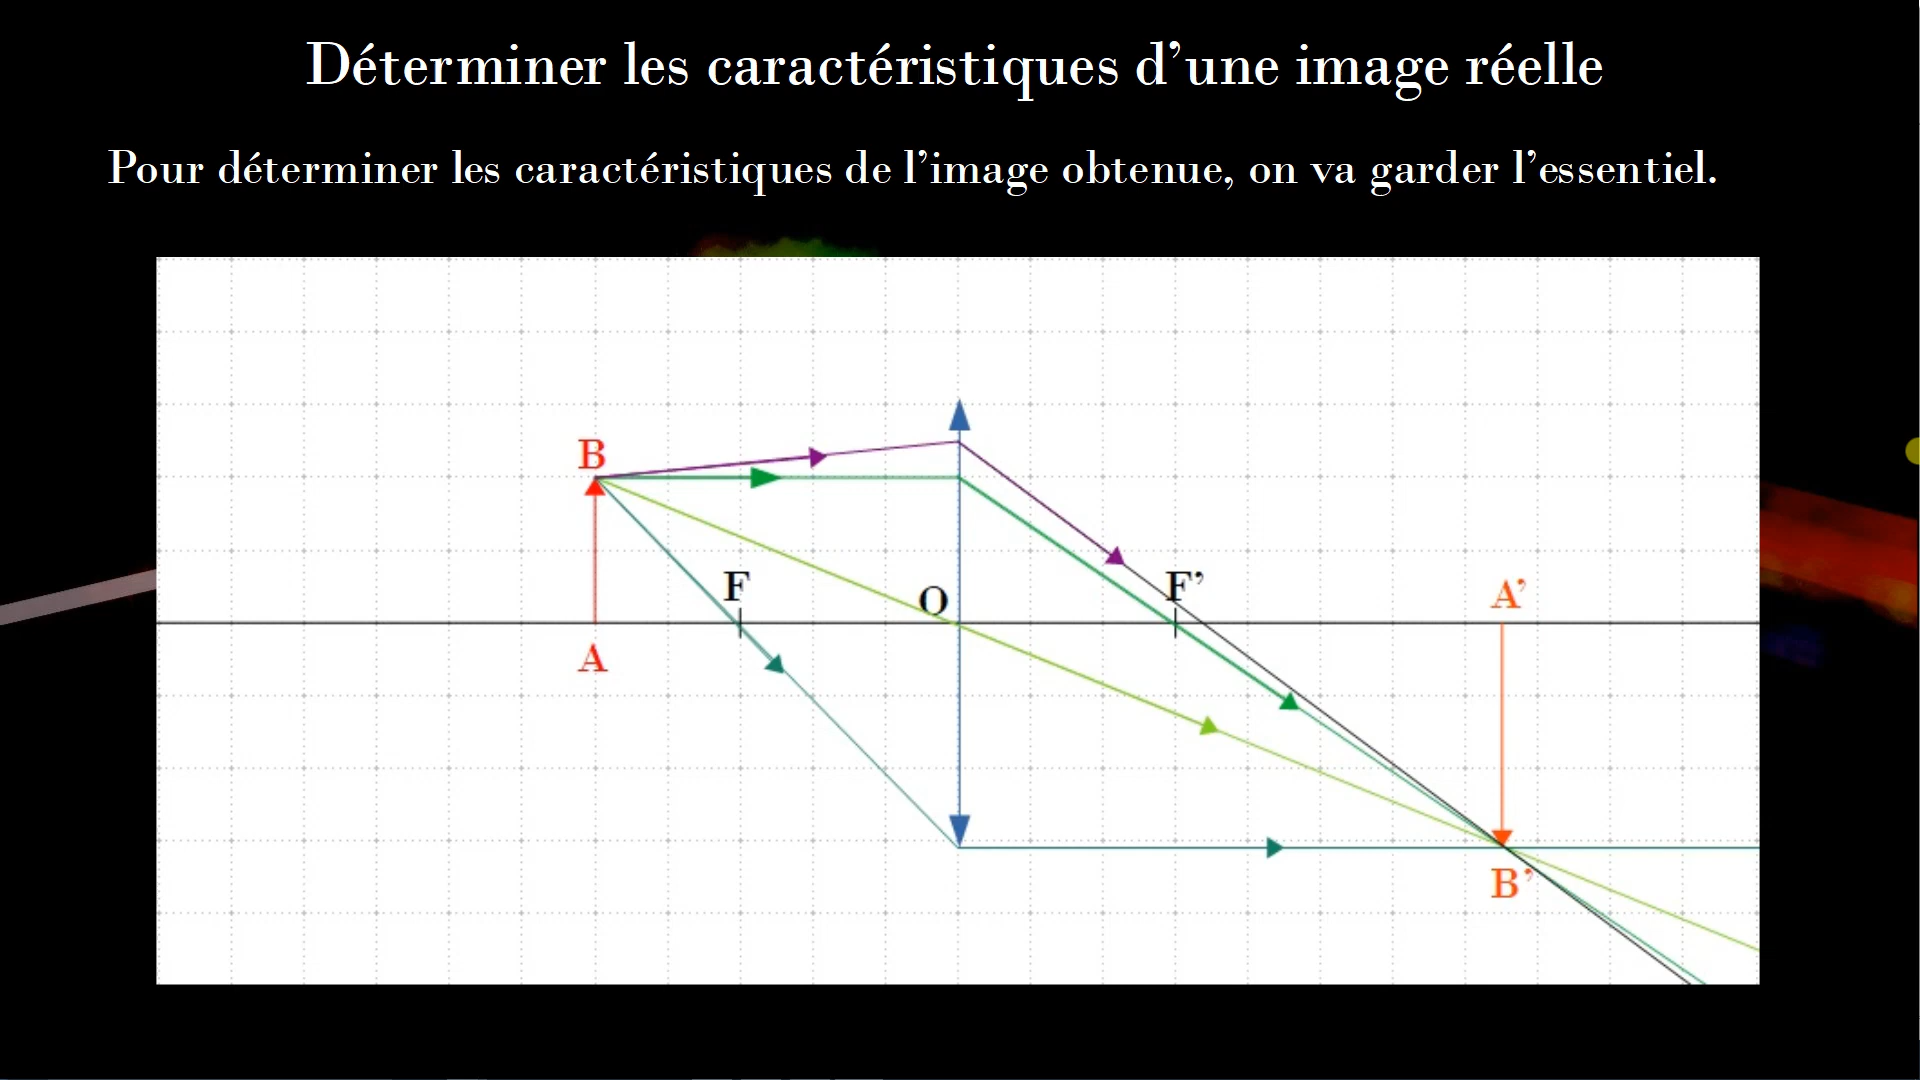 Déterminer les caractéristiques d’une image réelle
Pour déterminer les caractéristiques de l’image obtenue, on va garder l’essentiel.
B
F
O
F’
A’
A
B’